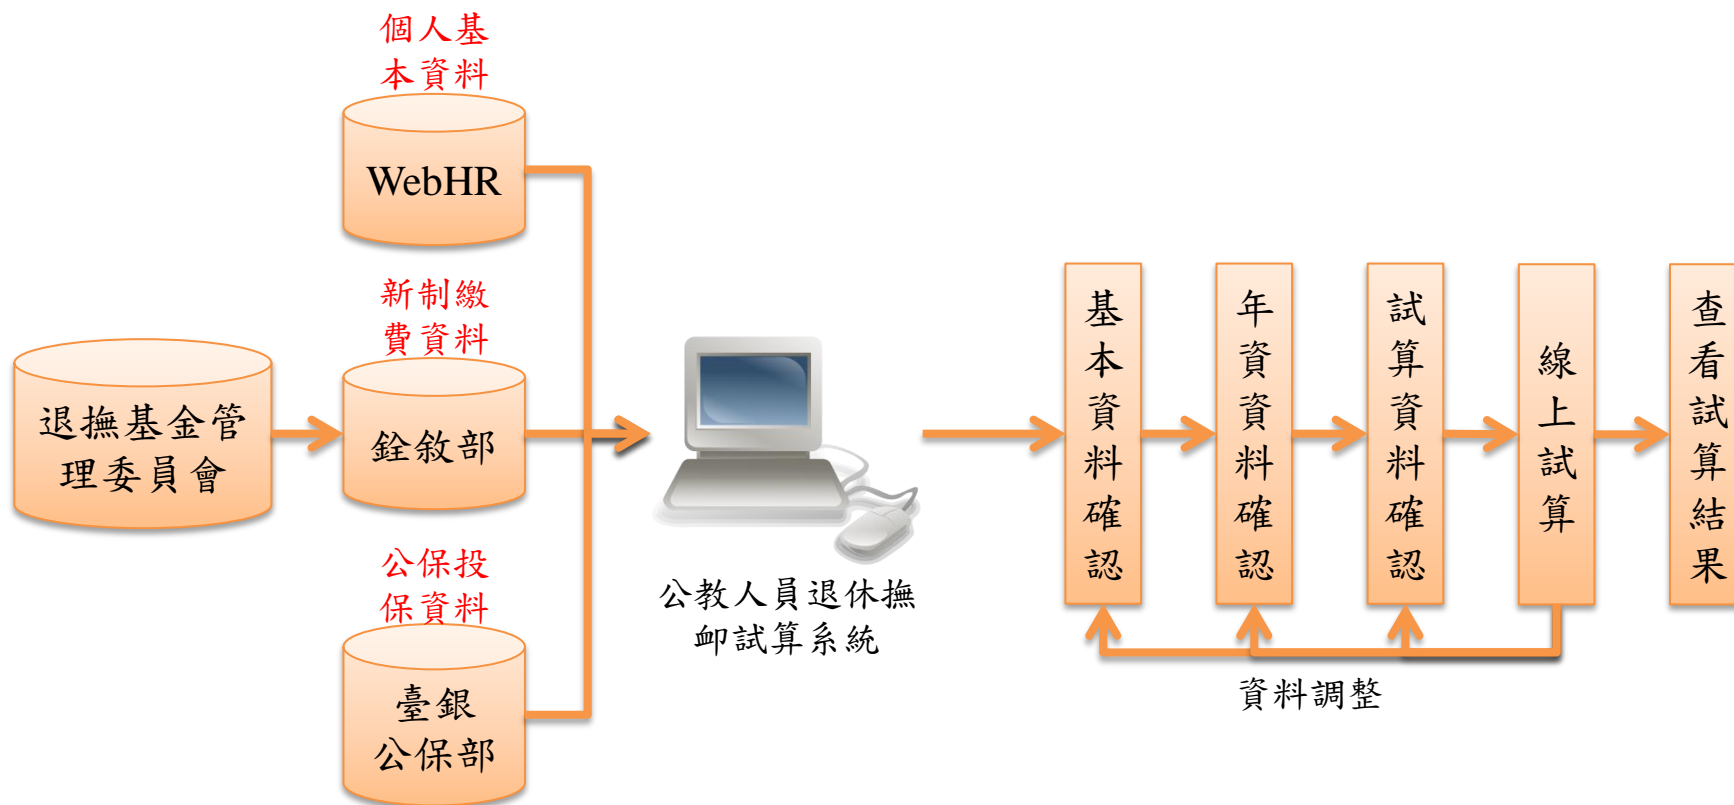 個人基
本資料
WebHR
新制繳
費資料
退撫基金管
理委員會
銓敘部
公保投
保資料
臺銀
公保部
公教人員退休撫
卹試算系統
基本資料確認
年資資料確認
試算資料確認
線上試算
查看試算結果
資料調整